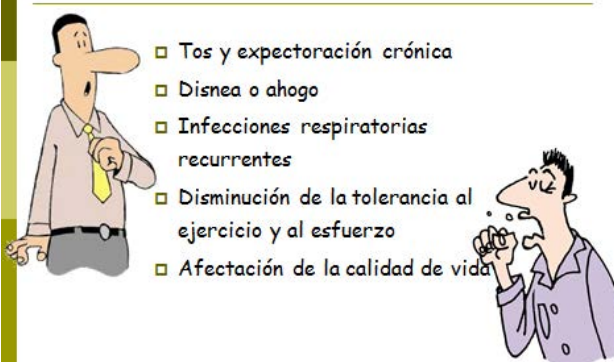 Tos y expectoración crónica
Disnea o ahogo
Infecciones respiratorias
recurrentes
Disminución de la tolerancia al
ejercicio y al esfuerzo
Afectación de la calidad de vida